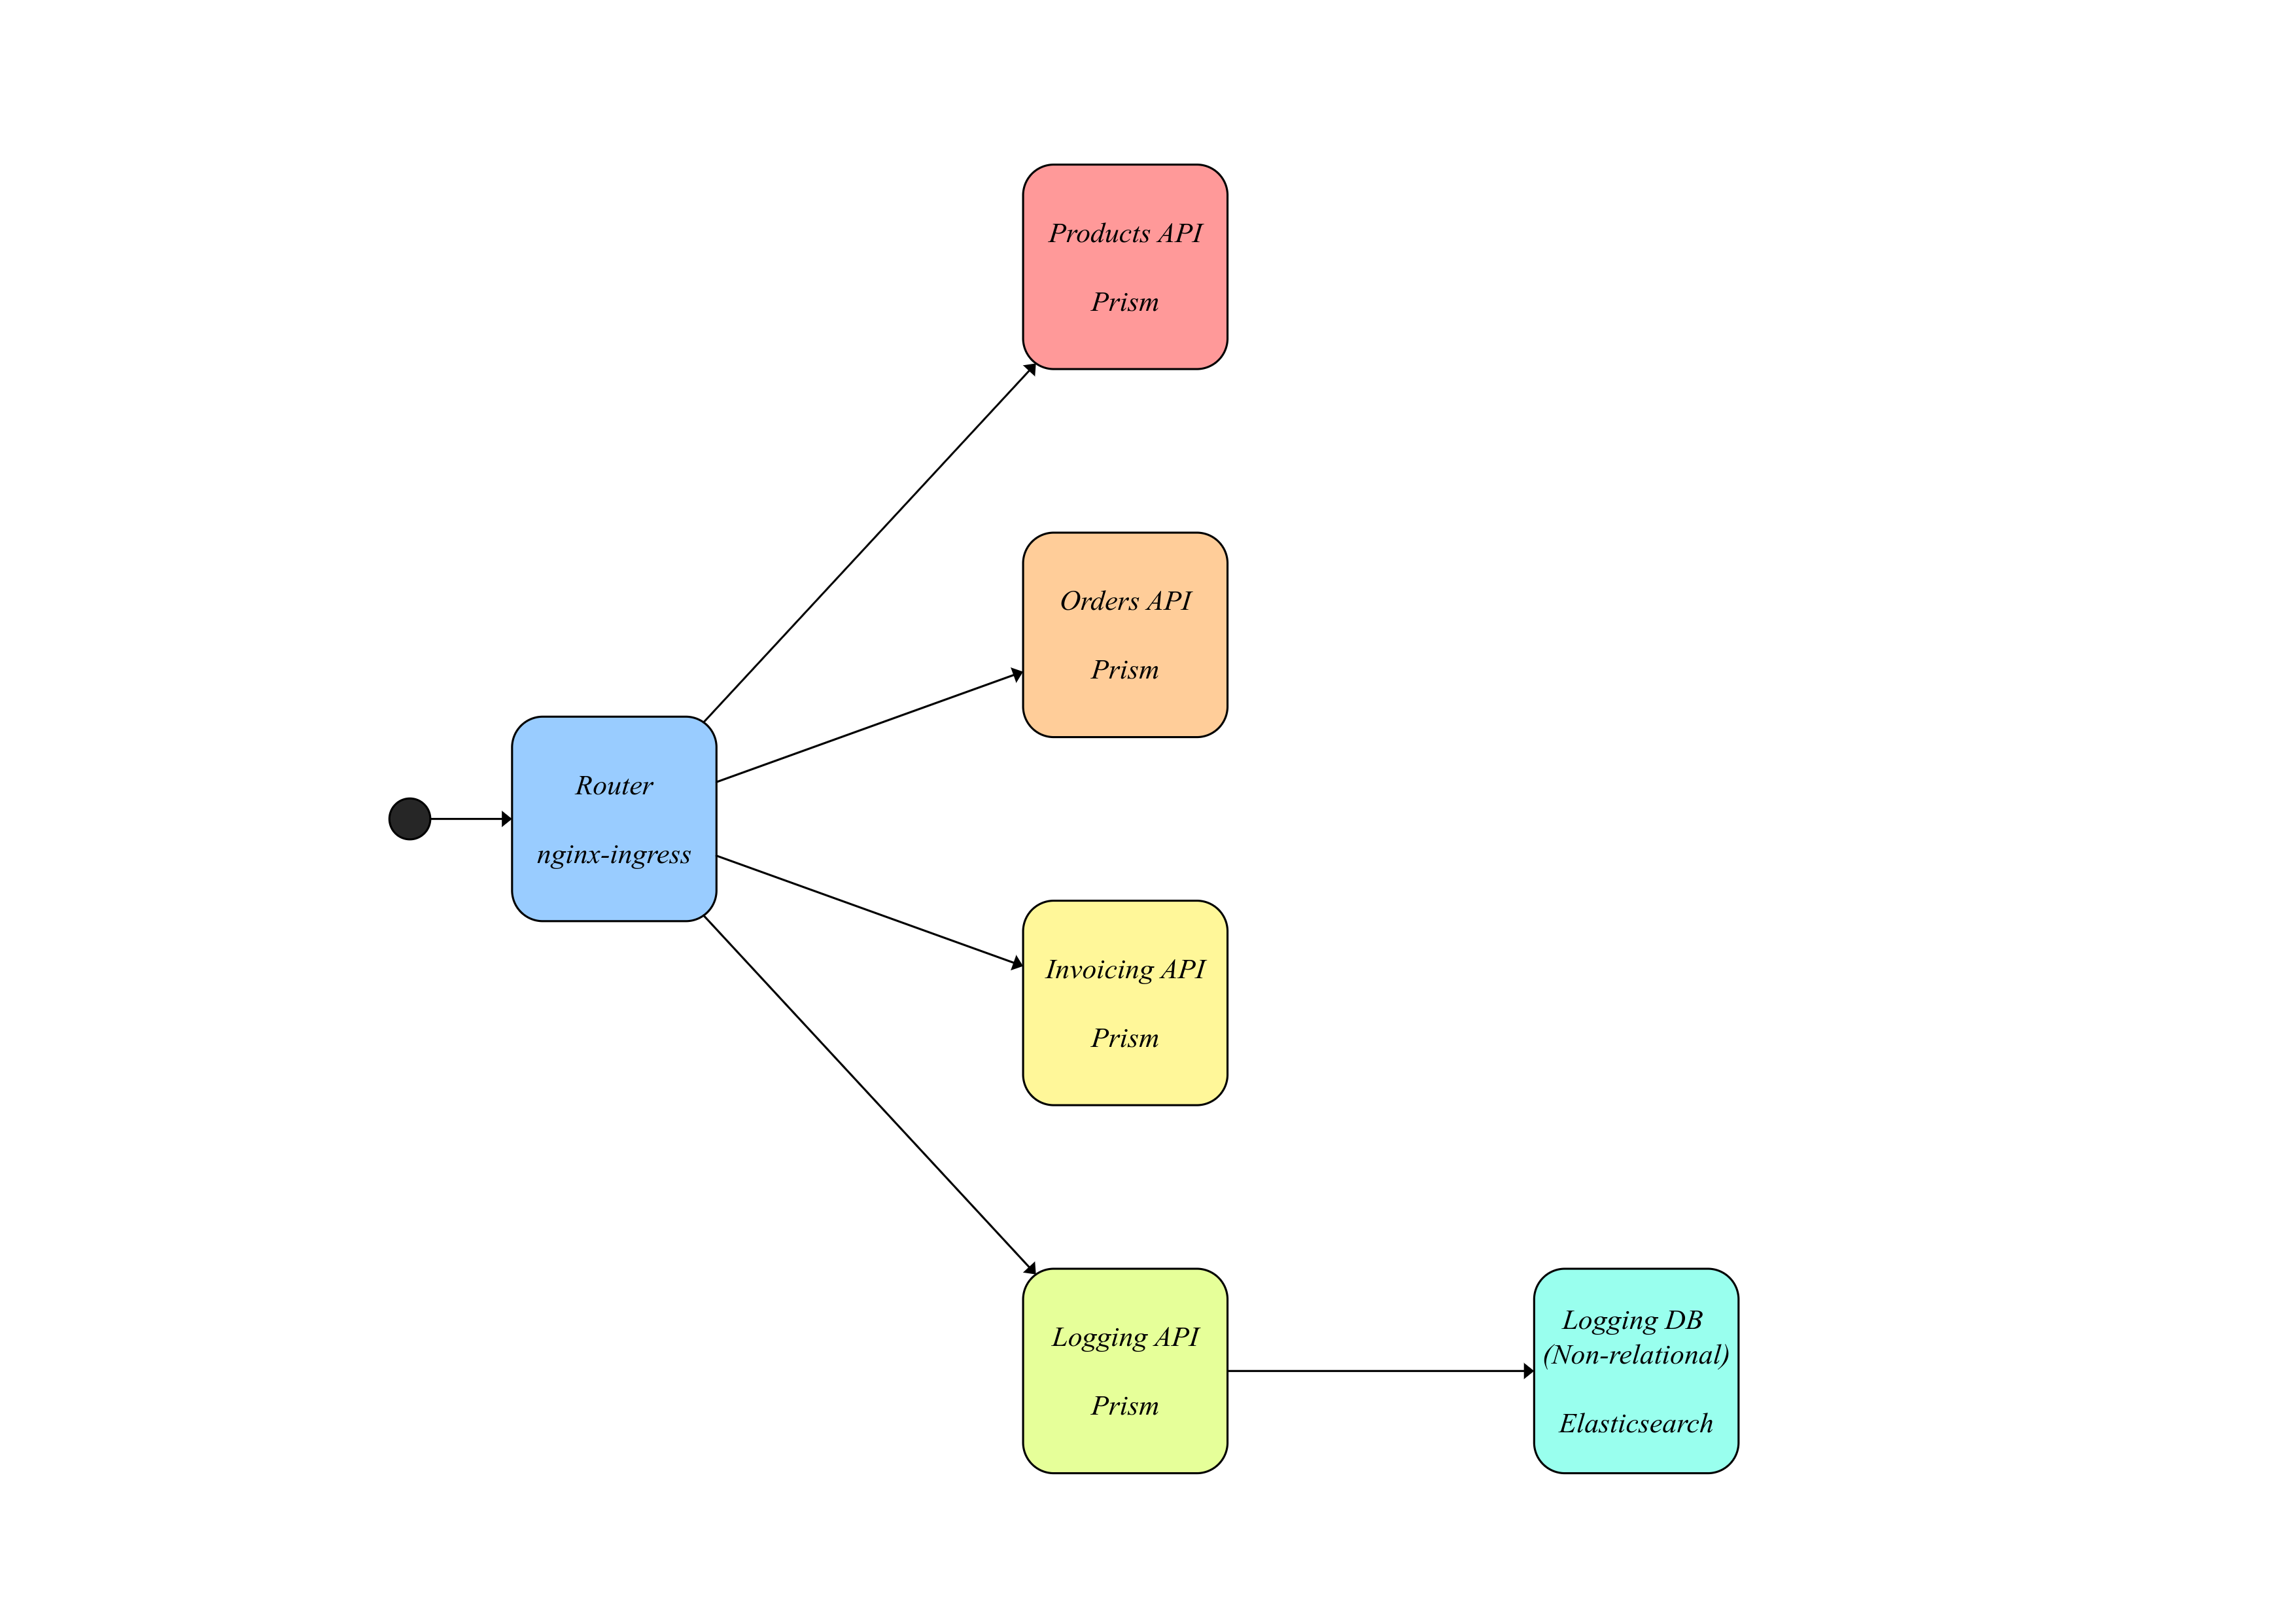 Products API
Prism
Orders API
Prism
Router
nginx-ingress
Invoicing API
Prism
Logging API
Prism
Logging DB
(Non-relational)
Elasticsearch